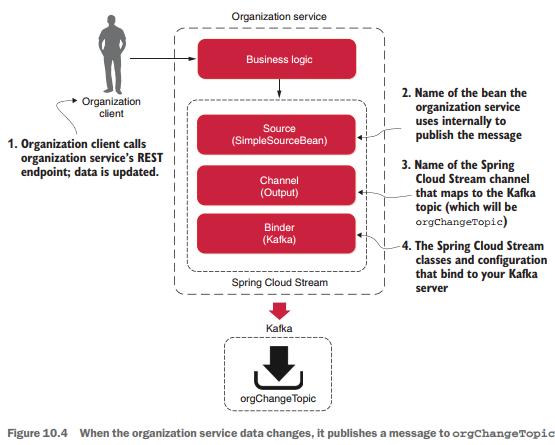 Organization service
Business logic
Organization
client
1. Organization client calls
organization service's REST
endpoint; data is updated.
Source
(SimpleSourceBean)
2. Name of the bean the
organization service
uses internally to
publish the message
Channel
(Output)
3. Name of the Spring
Cloud Stream channel
that maps to the Kafka
topic (which will be
orgChangeTopic)
Binder
(Kafka)
4. The Spring Cloud Stream
classes and configuration
that bind to your Kafka
server
Spring Cloud Stream
Kafka
orgChangeTopic
Figure 10.4 When the organization service data changes, it publishes a message to orgChangeTopic